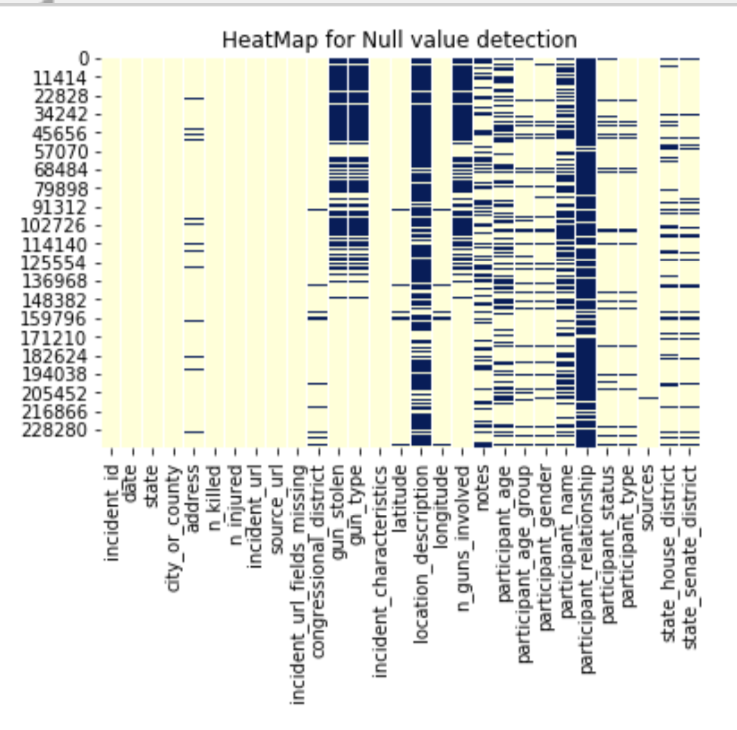 HeatMap for Null value detection
0
11414
22828
34242
45656
57070
68484
79898
91312
102726
114140
125554
136968
148382
159796
171210
182624
194038
205452
216866
228280
incident_id
date
state
city_or_county
address
n_killed
n_injured
incident_url
source_url
incident_url_fields_missing
congressional_district
gun_stolen
gun_type
incident_characteristics
latitude
location_description
longitude
n_guns_involved
notes
participant_age
participant_age_group
participant_gender
participant_name
participant_relationship
participant_status
participant_type
sources
state_house_district
state_senate_district